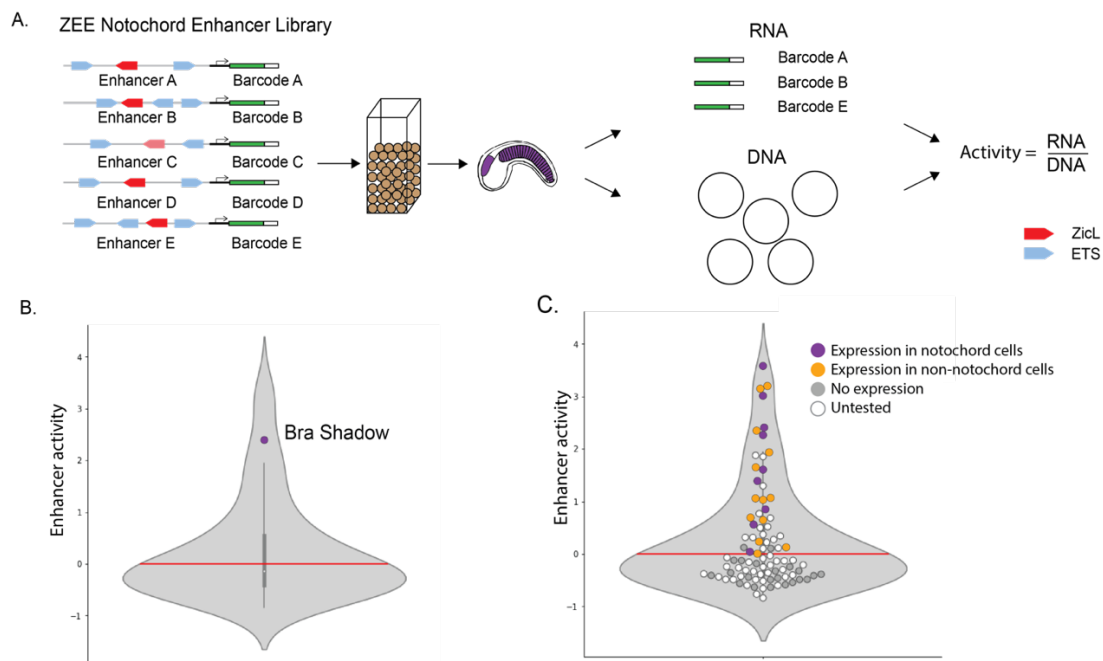 A.
ZEE Notochord Enhancer Library
Enhancer A Barcode A
Enhancer B Barcode B
Enhancer C Barcode C
Enhancer D Barcode D
Enhancer E Barcode E
RNA
Barcode A
Barcode B
Barcode E
DNA
Activity = RNA
DNA
ZicL
ETS
B.
Enhancer activity
4
3
2
1
0
−1
Bra Shadow
C.
Enhancer activity
4
3
2
1
0
−1
Expression in notochord cells
Expression in non-notochord cells
No expression
Untested